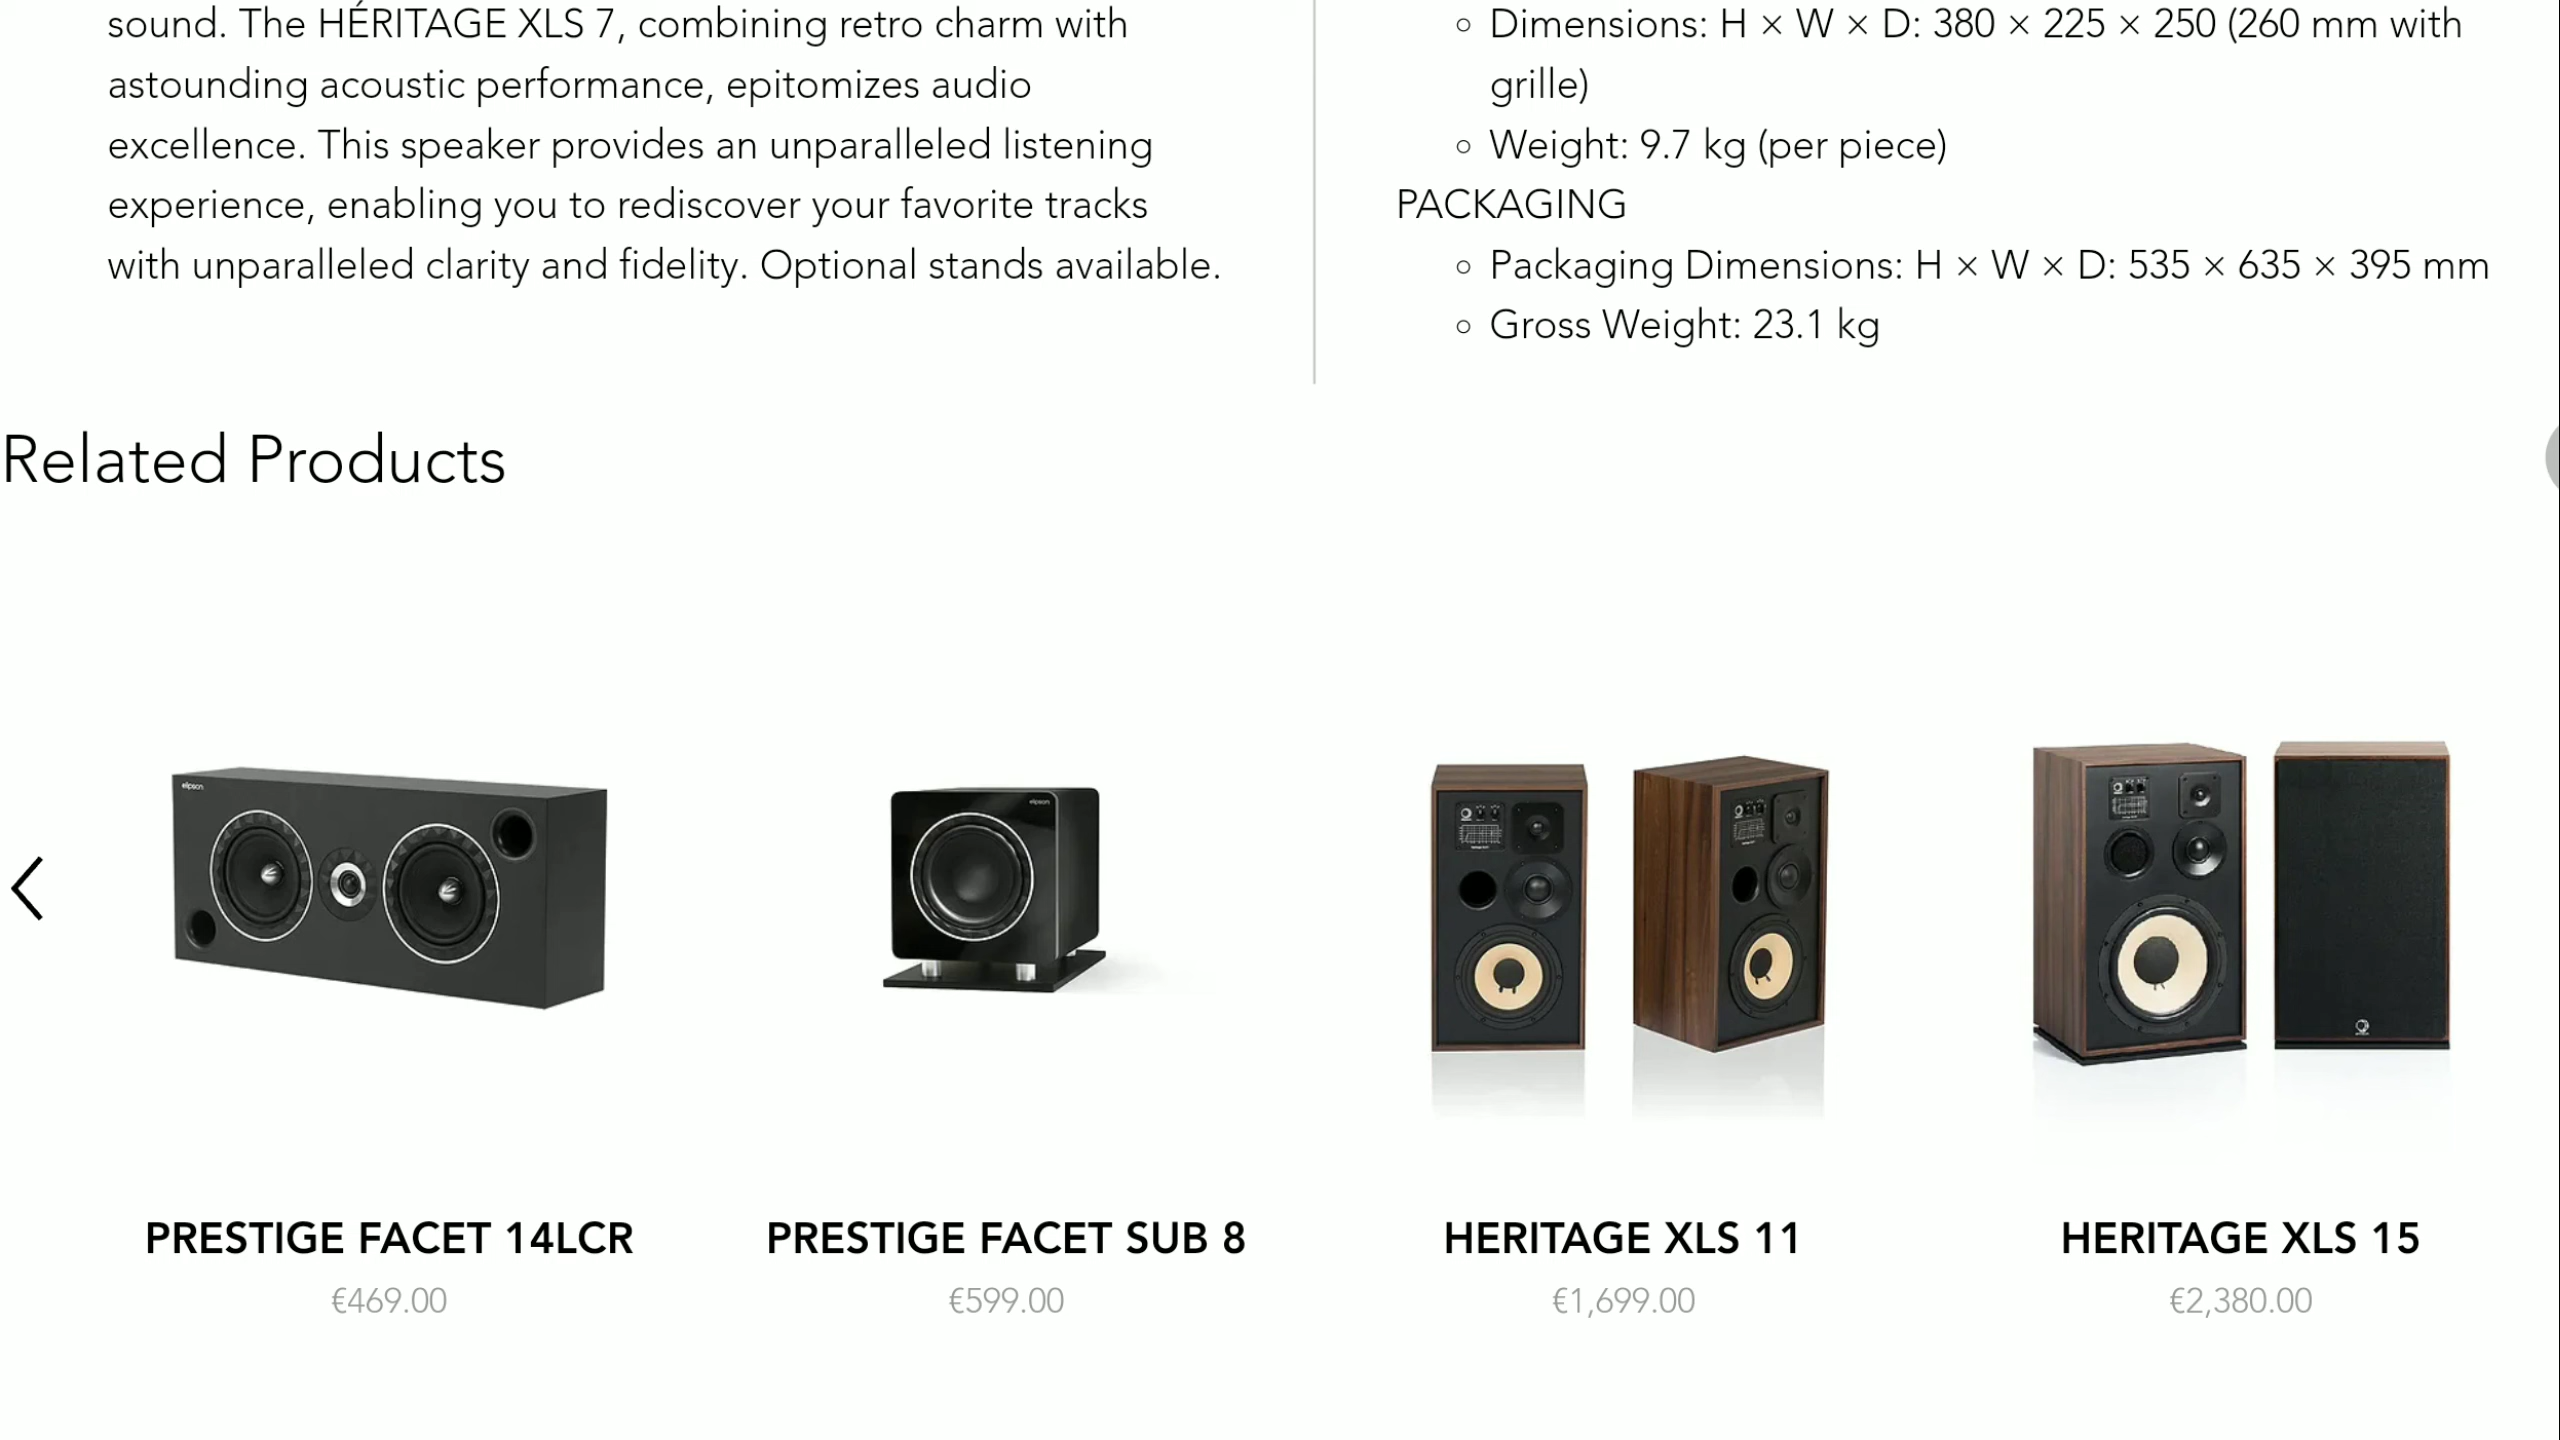 sound. The HÉRITAGE XLS 7, combining retro charm with
astounding acoustic performance, epitomizes audio
excellence. This speaker provides an unparalleled listening
experience, enabling you to rediscover your favorite tracks
with unparalleled clarity and fidelity. Optional stands available.
Dimensions: H × W × D: 380 × 225 × 250 (260 mm with
grille)
Weight: 9.7 kg (per piece)
PACKAGING
Packaging Dimensions: H × W × D: 535 × 635 × 395 mm
Gross Weight: 23.1 kg
Related Products
elipson
elipson
PRESTIGE FACET 14LCR
€469.00
PRESTIGE FACET SUB 8
€599.00
HERITAGE XLS 11
€1,699.00
HERITAGE XLS 15
€2,380.00